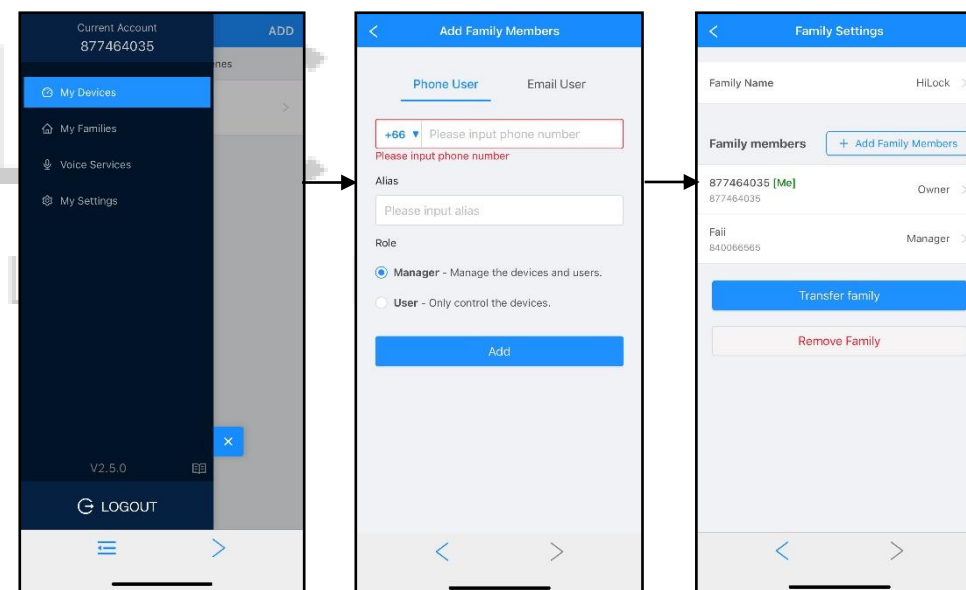 Current Account
877464035
ADD
nes
My Devices
My Families
Voice Services
My Settings
V2.5.0
LOGOUT
Add Family Members
Phone User Email User
+66 ▼ Please input phone number
Please input phone number
Alias
Please input alias
Role
Manager - Manage the devices and users.
User - Only control the devices.
Add
Family Settings
Family Name HiLock
Family members + Add Family Members
877464035 [Me] Owner
877464035
Faii Manager
840066565
Transfer family
Remove Family